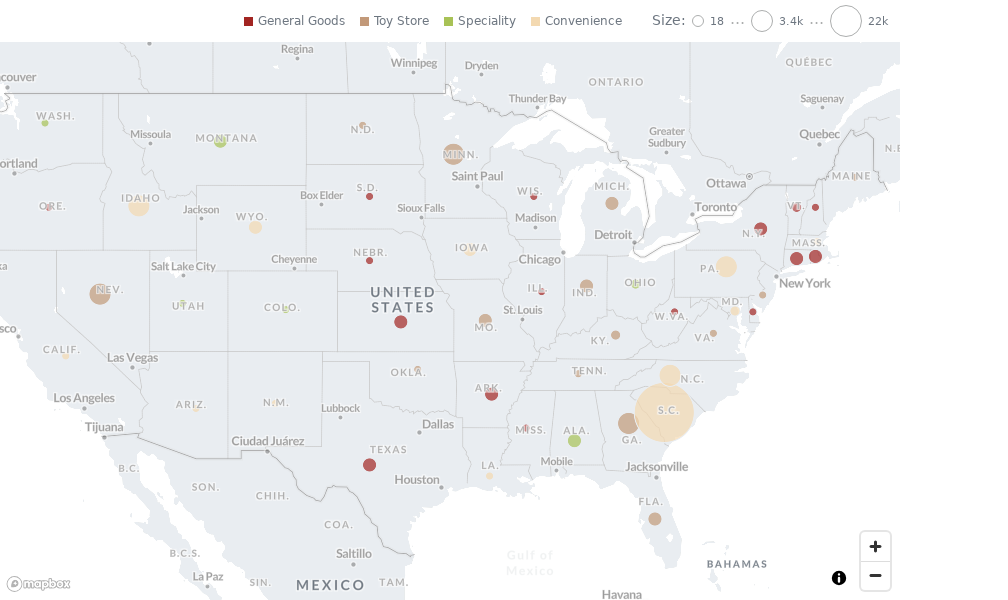 General Goods Toy Store Speciality Convenience Size: 18 3.4k 22k
Regina
Winnipeg
Dryden
QUÉBEC
ONTARIO
couver
Thunder Bay
Saguenay
WASH.
Missoula
MONTANA
N.D.
Greater
Sudbury
Quebec
MINN.
ortland
Saint Paul
Ottawa
MAINE
N.B
IDAHO
ORE.
Jackson
WYO.
Box Elder
S.D.
Sioux Falls
WIS.
Madison
MICH.
Toronto
VT.
Detroit
N.Y.
MASS.
Salt Lake City
Cheyenne
NEBR.
IOWA
Chicago
PA.
New York
NEV.
UTAH
COLO.
UNITED
STATES
ILL.
IND.
OHIO
MD.
St. Louis
W.VA.
sco
MO.
KY.
VA.
CALIF.
Las Vegas
OKLA.
TENN.
N.C.
Los Angeles
ARIZ.
N.M.
Lubbock
ARK.
S.C.
Tijuana
Ciudad Juárez
Dallas
MISS.
ALA.
GA.
TEXAS
B.C.
Houston
LA.
Mobile
Jacksonville
SON.
CHIH.
FLA.
COA.
B.C.S.
Saltillo
Gulf of
Mexico
BAHAMAS
La Paz
SIN.
MEXICO
TAM.
Havana
mapbox